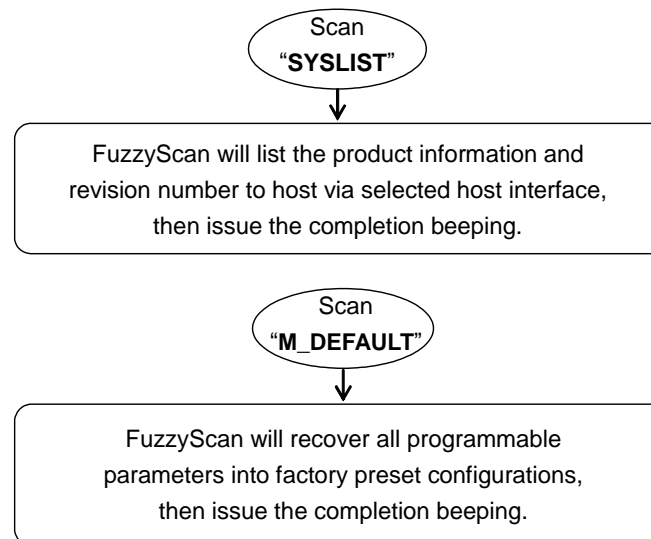 Scan
“SYSLIST”
FuzzyScan will list the product information and
revision number to host via selected host interface,
then issue the completion beeping.
Scan
“M_DEFAULT”
FuzzyScan will recover all programmable
parameters into factory preset configurations,
then issue the completion beeping.